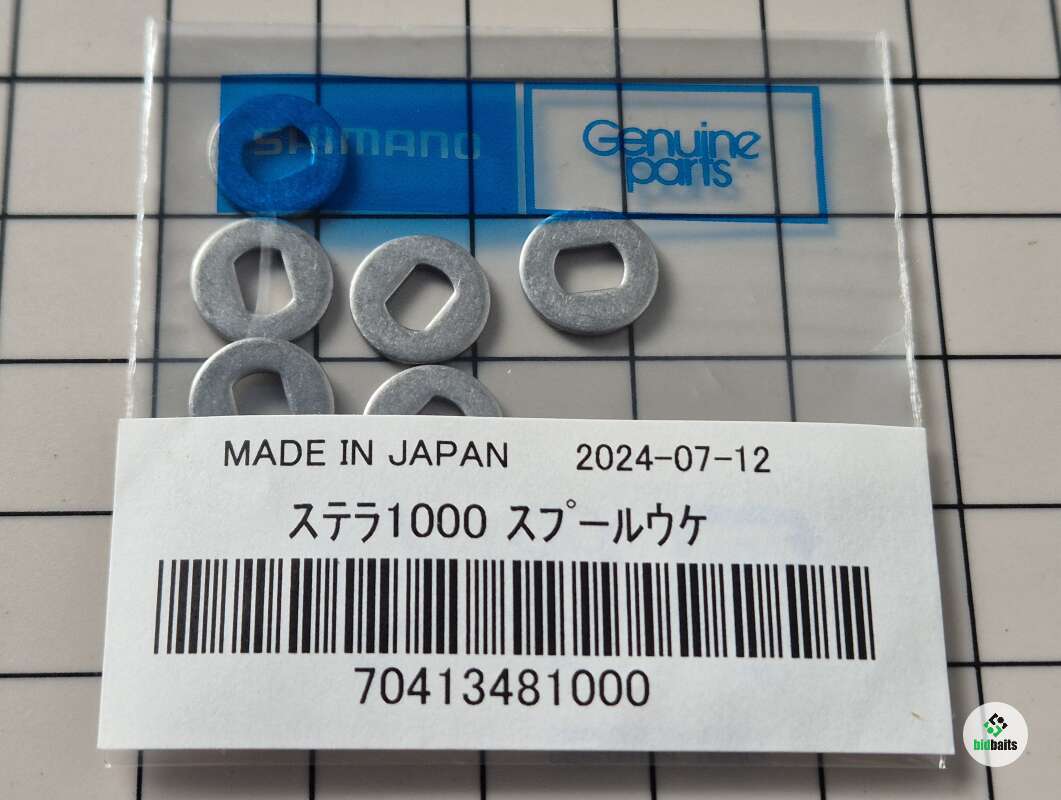 SHIMANO
Genuine
parts
MADE IN JAPAN 2024-07-12
ステラ1000 スプールウケ
70413481000
bidbaits